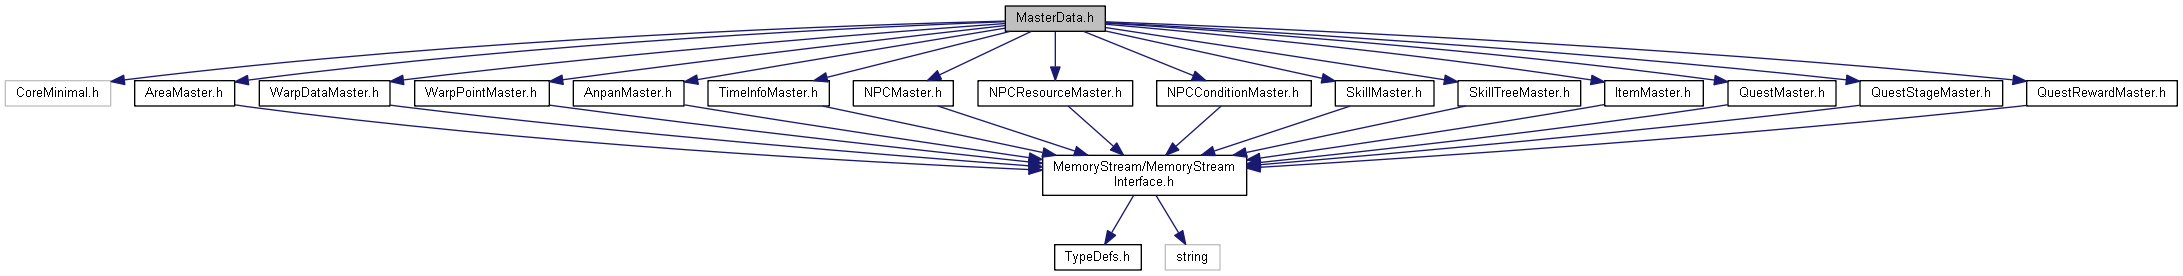 MasterData.h
CoreMinimal.h
AreaMaster.h
WarpDataMaster.h
WarpPointMaster.h
AnpanMaster.h
TimeInfoMaster.h
NPCMaster.h
NPCResourceMaster.h
NPCConditionMaster.h
SkillMaster.h
SkillTreeMaster.h
ItemMaster.h
QuestMaster.h
QuestStageMaster.h
QuestRewardMaster.h
MemoryStream/MemoryStream
Interface.h
TypeDefs.h
string